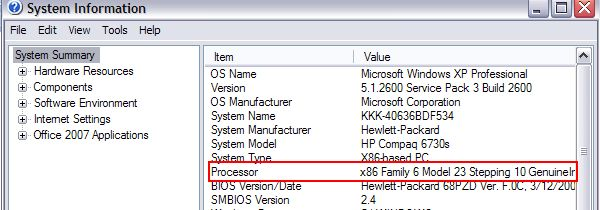 System Information
File Edit View Tools Help
System Summary
Hardware Resources
Components
Software Environment
Internet Settings
Office 2007 Applications
Item Value
OS Name Microsoft Windows XP Professional
Version 5.1.2600 Service Pack 3 Build 2600
OS Manufacturer Microsoft Corporation
System Name KKK-40636BDF534
System Manufacturer Hewlett-Packard
System Model HP Compaq 6730s
System Type X86-based PC
Processor x86 Family 6 Model 23 Stepping 10 GenuineIr
BIOS Version/Date Hewlett-Packard 68PZD Ver. F.0C, 3/12/200
SMBIOS Version 2.4